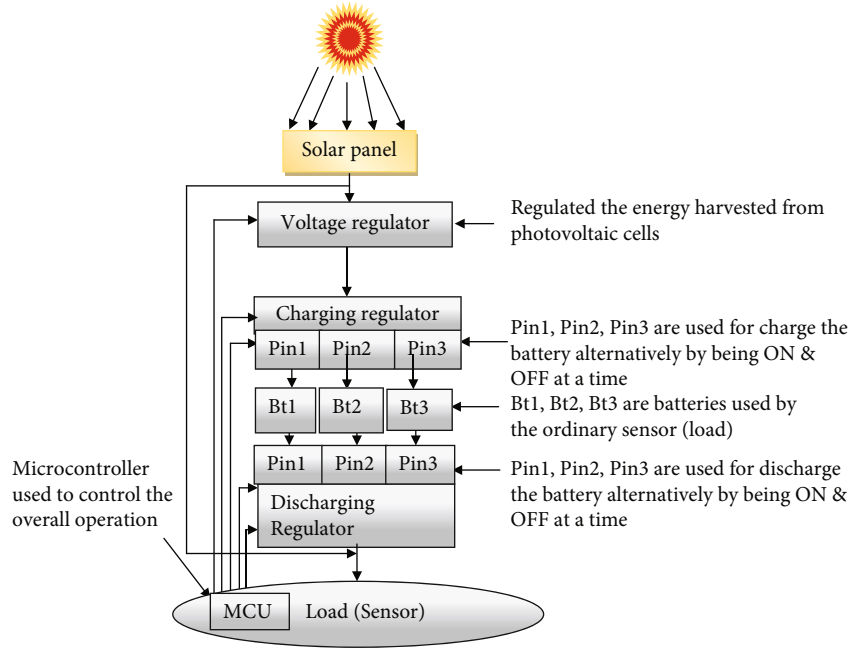 Solar panel
Voltage regulator
Regulated the energy harvested from
photovoltaic cells
Charging regulator
Pin1 Pin2 Pin3
Pin1, Pin2, Pin3 are used for charge the
battery alternatively by being ON &
OFF at a time
Bt1 Bt2 Bt3
Bt1, Bt2, Bt3 are batteries used by
the ordinary sensor (load)
Pin1 Pin2 Pin3
Pin1, Pin2, Pin3 are used for discharge
the battery alternatively by being ON &
OFF at a time
Discharging
Regulator
Microcontroller
used to control the
overall operation
MCU Load (Sensor)